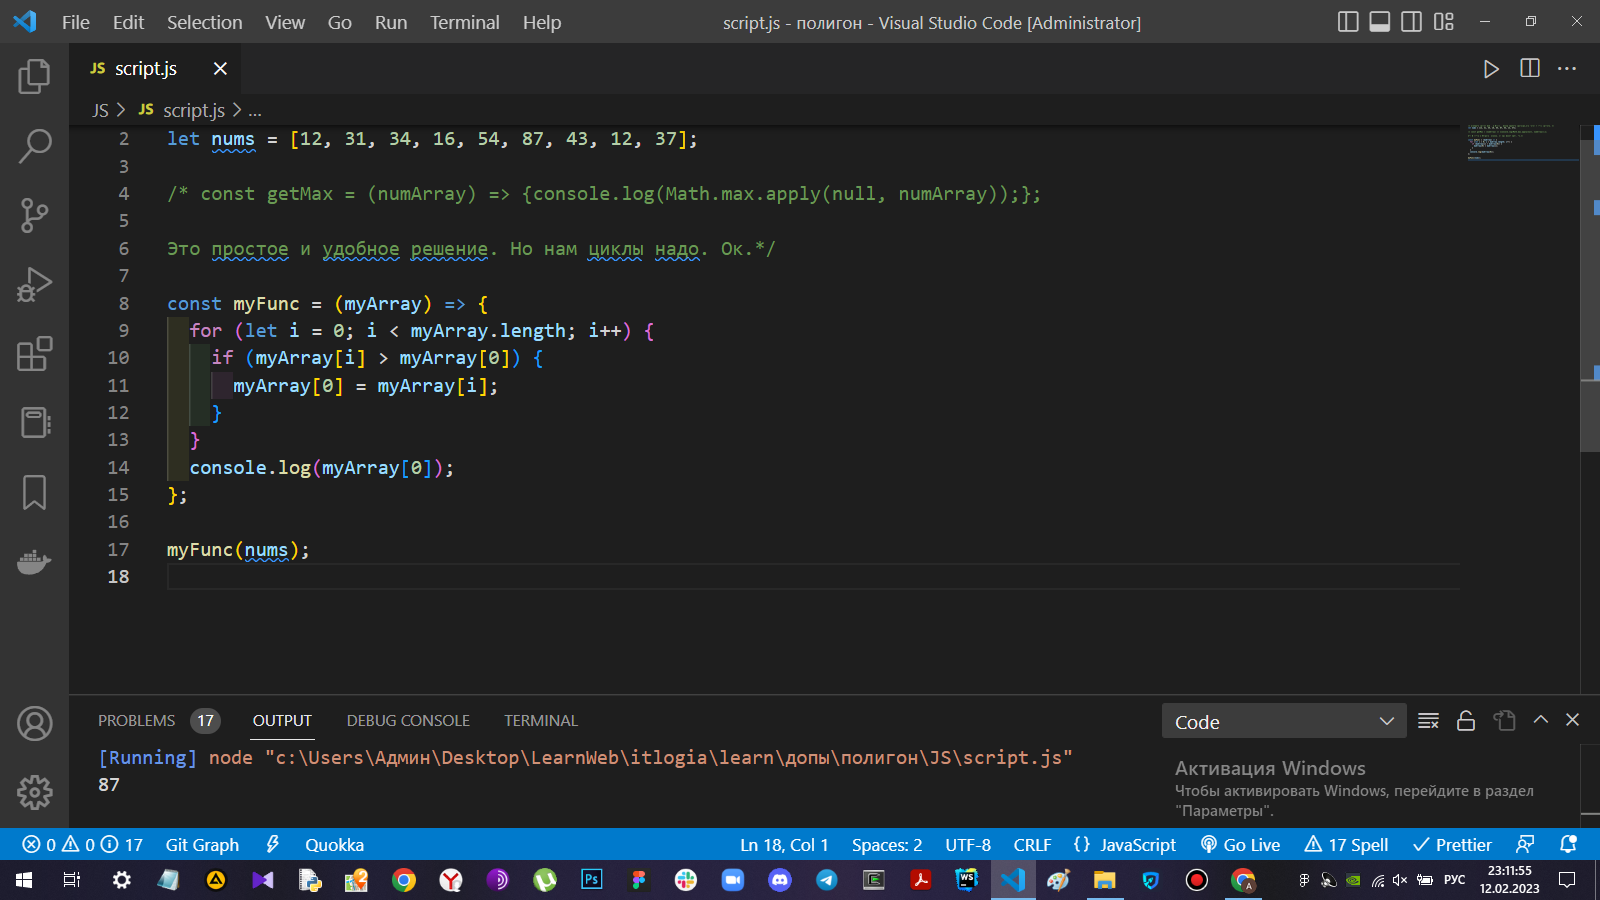 File Edit Selection View Go Run Terminal Help script.js - полигон - Visual Studio Code [Administrator]
JS script.js
JS > JS script.js > ...
2 let nums = [12, 31, 34, 16, 54, 87, 43, 12, 37];
3
4 /* const getMax = (numArray) => {console.log(Math.max.apply(null, numArray));};
5
6 Это простое и удобное решение. Но нам циклы надо. Ок.*/
7
8 const myFunc = (myArray) => {
9 for (let i = 0; i < myArray.length; i++) {
10 if (myArray[i] > myArray[0]) {
11 myArray[0] = myArray[i];
12 }
13 }
14 console.log(myArray[0]);
15 };
16
17 myFunc(nums);
18
PROBLEMS 17 OUTPUT DEBUG CONSOLE TERMINAL Code
[Running] node "c:\Users\Админ\Desktop\LearnWeb\itlogia\learn\допы\полигон\JS\script.js"
87
Активация Windows
Чтобы активировать Windows, перейдите в раздел
"Параметры".
0 0 17 Git Graph Quokka Ln 18, Col 1 Spaces: 2 UTF-8 CRLF {} JavaScript Go Live 17 Spell Prettier
Ps WS A РУС 23:11:55
12.02.2023